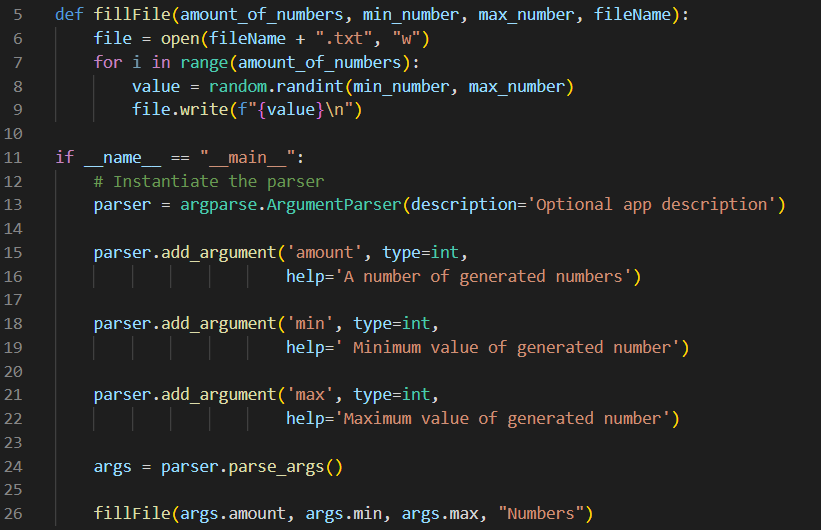 5 def fillFile(amount_of_numbers, min_number, max_number, fileName):
6     file = open(fileName + ".txt", "w")
7     for i in range(amount_of_numbers):
8         value = random.randint(min_number, max_number)
9         file.write(f"{value}\n")
10
11 if __name__ == "__main__":
12     # Instantiate the parser
13     parser = argparse.ArgumentParser(description='Optional app description')
14
15     parser.add_argument('amount', type=int,
16                         help='A number of generated numbers')
17
18     parser.add_argument('min', type=int,
19                         help=' Minimum value of generated number')
20
21     parser.add_argument('max', type=int,
22                         help='Maximum value of generated number')
23
24     args = parser.parse_args()
25
26     fillFile(args.amount, args.min, args.max, "Numbers")